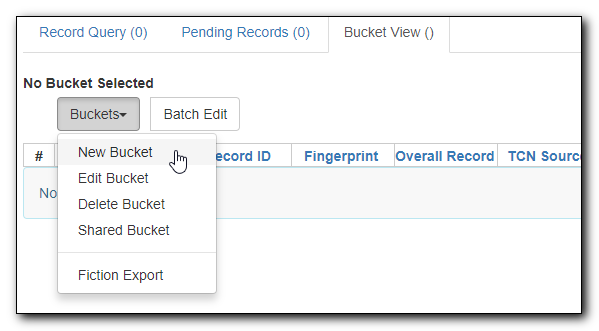 Record Query (0) Pending Records (0) Bucket View ()
No Bucket Selected
Buckets Batch Edit
# Record ID Fingerprint Overall Record TCN Source
No
New Bucket
Edit Bucket
Delete Bucket
Shared Bucket
Fiction Export